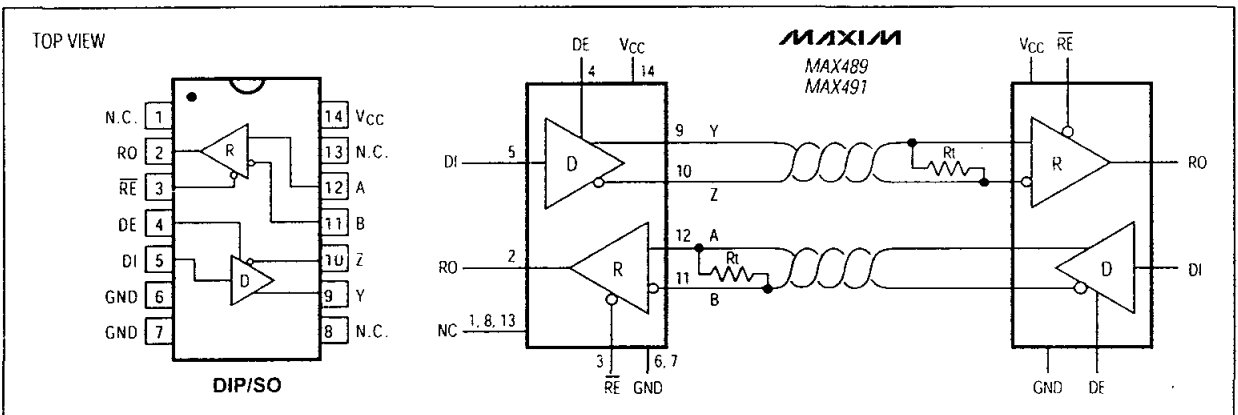 TOP VIEW
N.C. 1
RO 2
RE 3
DE 4
DI 5
GND 6
GND 7
14 VCC
13 N.C.
12 A
11 B
10 Z
9 Y
8 N.C.
R
D
DIP/SO
MAXIM
MAX489
MAX491
DE
4
VCC
14
DI
5
D
9 Y
10
Z
Rt
RO
2
R
12 A
11
B
Rt
NC 1, 8, 13
3
RE
6, 7
GND
VCC
RE
R
RO
D
DI
GND
DE